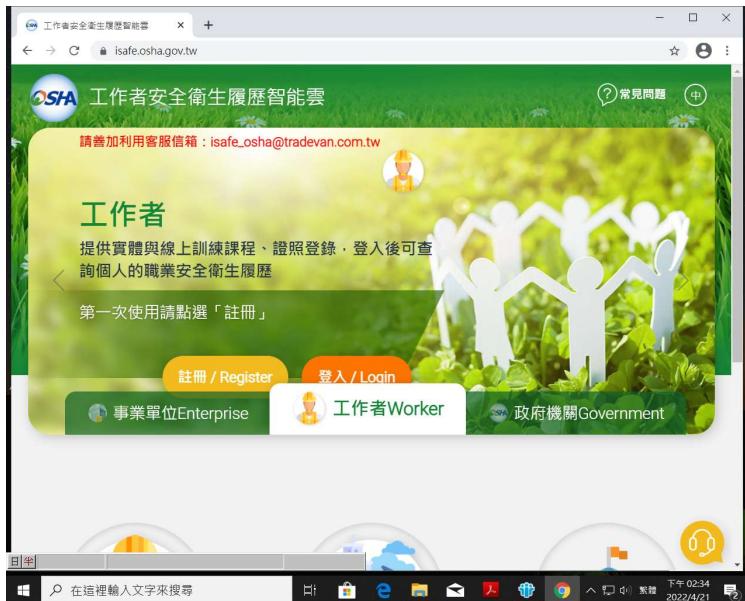 工作者安全衛生履歷智能雲
isafe.osha.gov.tw
OSHA 工作者安全衛生履歷智能雲
常見問題
中
請善加利用客服信箱：isafe_osha@tradevan.com.tw
工作者
提供實體與線上訓練課程、證照登錄，登入後可查
詢個人的職業安全衛生履歷
第一次使用請點選「註冊」
註冊 / Register
登入 / Login
事業單位Enterprise
工作者Worker
OSHA 政府機關Government
日半
在這裡輸入文字來搜尋
繁體
下午 02:34
2022/4/21
2